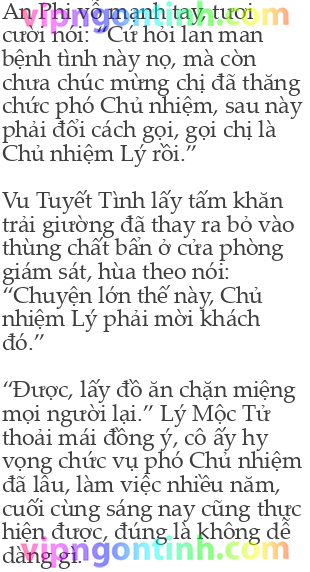 An Phi vỗ mạnh tay, tươi
cười nói: “Cứ hỏi lan man
bệnh tình này nọ, mà còn
chưa chúc mừng chị đã thăng
chức phó Chủ nhiệm, sau này
phải đổi cách gọi, gọi chị là
Chủ nhiệm Lý rồi.”
Vu Tuyết Tình lấy tấm khăn
trải giường đã thay ra bỏ vào
thùng chất bẩn ở cửa phòng
giám sát, hùa theo nói:
“Chuyện lớn thế này, Chủ
nhiệm Lý phải mời khách
đó.”
“Được, lấy đồ ăn chặn miệng
mọi người lại.” Lý Mộc Tử
thoải mái đồng ý, cô ấy hy
vọng chức vụ phó Chủ nhiệm
đã lâu, làm việc nhiều năm,
cuối cùng sáng nay cũng thực
hiện được, đúng là không dễ
dàng gì.
vipngontinh.com
vipngontinh.com